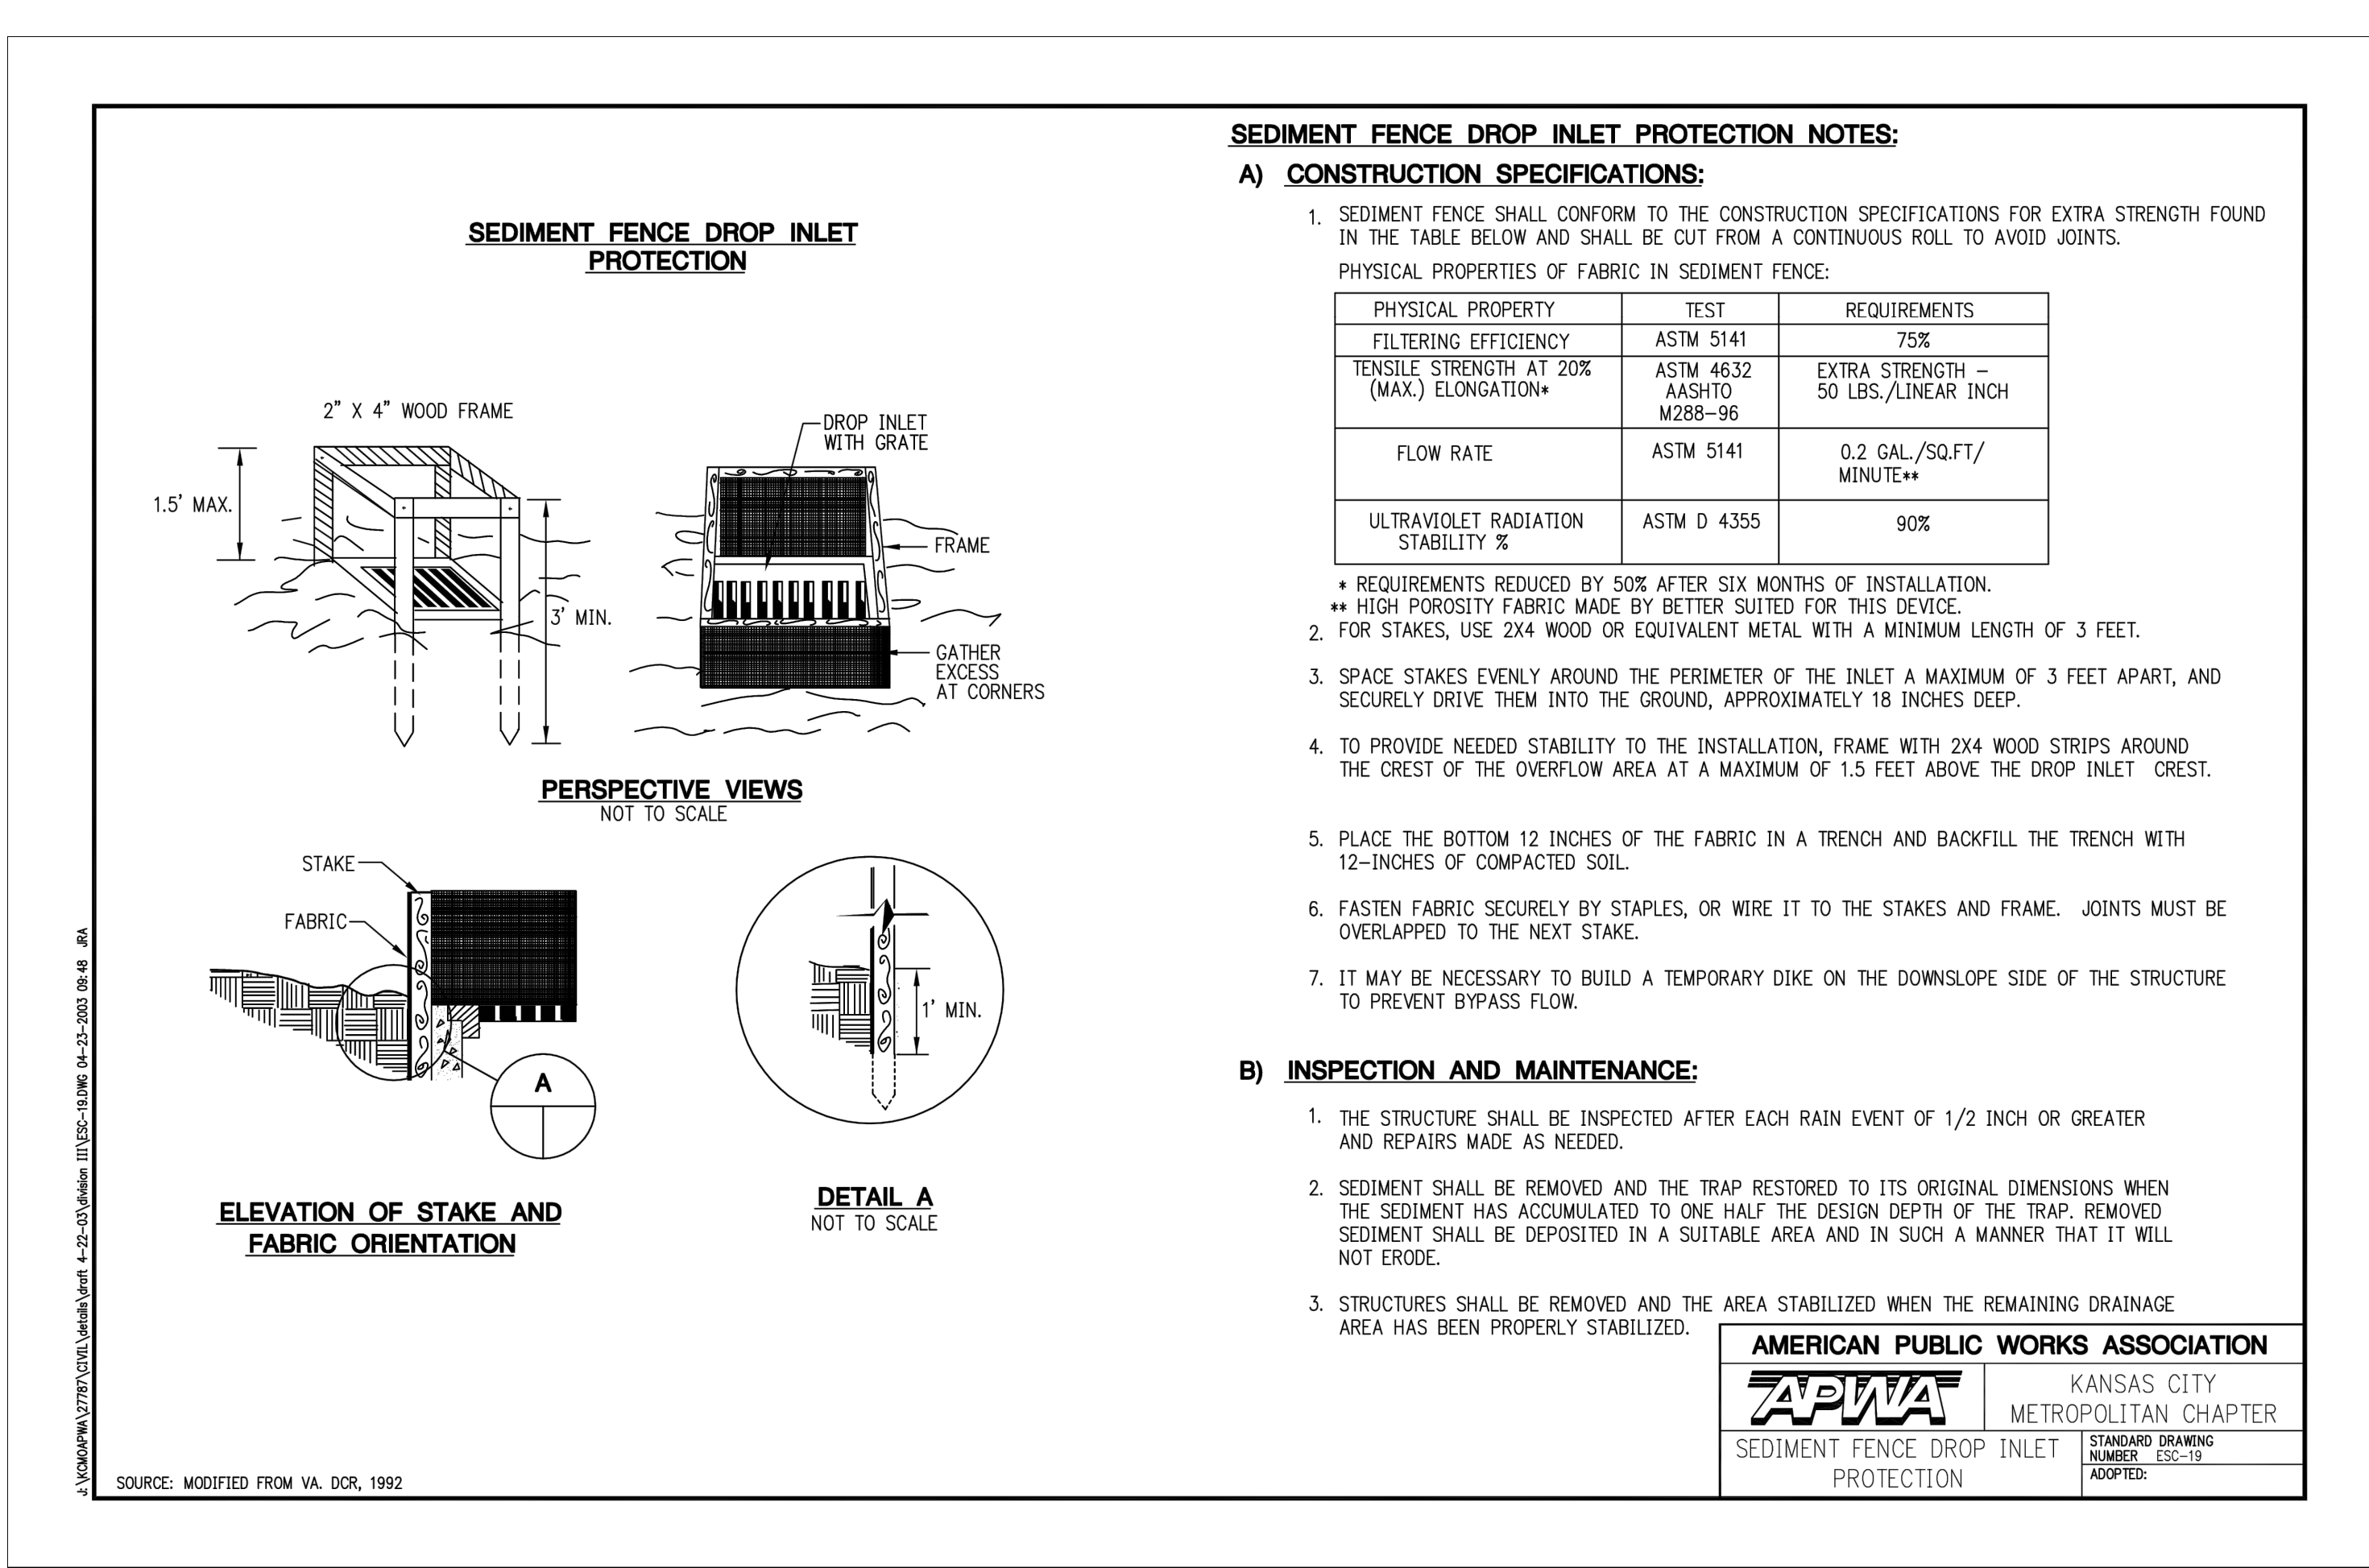 SEDIMENT FENCE DROP INLET
PROTECTION
2" X 4" WOOD FRAME
1.5' MAX.
3' MIN.
DROP INLET
WITH GRATE
FRAME
GATHER
EXCESS
AT CORNERS
PERSPECTIVE VIEWS
NOT TO SCALE
STAKE
FABRIC
A
ELEVATION OF STAKE AND
FABRIC ORIENTATION
1' MIN.
DETAIL A
NOT TO SCALE
SOURCE: MODIFIED FROM VA. DCR, 1992
J:\KCMOAPWA\27787\CIVIL\details\draft 4-22-03\division III\ESC-19.DWG 04-23-2003 09:48 JRA
SEDIMENT FENCE DROP INLET PROTECTION NOTES:
A) CONSTRUCTION SPECIFICATIONS:
1. SEDIMENT FENCE SHALL CONFORM TO THE CONSTRUCTION SPECIFICATIONS FOR EXTRA STRENGTH FOUND
IN THE TABLE BELOW AND SHALL BE CUT FROM A CONTINUOUS ROLL TO AVOID JOINTS.
PHYSICAL PROPERTIES OF FABRIC IN SEDIMENT FENCE:
PHYSICAL PROPERTY TEST REQUIREMENTS
FILTERING EFFICIENCY ASTM 5141 75%
TENSILE STRENGTH AT 20% ASTM 4632 EXTRA STRENGTH –
(MAX.) ELONGATION* AASHTO 50 LBS./LINEAR INCH
M288–96
FLOW RATE ASTM 5141 0.2 GAL./SQ.FT/
MINUTE**
ULTRAVIOLET RADIATION ASTM D 4355 90%
STABILITY %
* REQUIREMENTS REDUCED BY 50% AFTER SIX MONTHS OF INSTALLATION.
** HIGH POROSITY FABRIC MADE BY BETTER SUITED FOR THIS DEVICE.
2. FOR STAKES, USE 2X4 WOOD OR EQUIVALENT METAL WITH A MINIMUM LENGTH OF 3 FEET.
3. SPACE STAKES EVENLY AROUND THE PERIMETER OF THE INLET A MAXIMUM OF 3 FEET APART, AND
SECURELY DRIVE THEM INTO THE GROUND, APPROXIMATELY 18 INCHES DEEP.
4. TO PROVIDE NEEDED STABILITY TO THE INSTALLATION, FRAME WITH 2X4 WOOD STRIPS AROUND
THE CREST OF THE OVERFLOW AREA AT A MAXIMUM OF 1.5 FEET ABOVE THE DROP INLET CREST.
5. PLACE THE BOTTOM 12 INCHES OF THE FABRIC IN A TRENCH AND BACKFILL THE TRENCH WITH
12–INCHES OF COMPACTED SOIL.
6. FASTEN FABRIC SECURELY BY STAPLES, OR WIRE IT TO THE STAKES AND FRAME. JOINTS MUST BE
OVERLAPPED TO THE NEXT STAKE.
7. IT MAY BE NECESSARY TO BUILD A TEMPORARY DIKE ON THE DOWNSLOPE SIDE OF THE STRUCTURE
TO PREVENT BYPASS FLOW.
B) INSPECTION AND MAINTENANCE:
1. THE STRUCTURE SHALL BE INSPECTED AFTER EACH RAIN EVENT OF 1/2 INCH OR GREATER
AND REPAIRS MADE AS NEEDED.
2. SEDIMENT SHALL BE REMOVED AND THE TRAP RESTORED TO ITS ORIGINAL DIMENSIONS WHEN
THE SEDIMENT HAS ACCUMULATED TO ONE HALF THE DESIGN DEPTH OF THE TRAP. REMOVED
SEDIMENT SHALL BE DEPOSITED IN A SUITABLE AREA AND IN SUCH A MANNER THAT IT WILL
NOT ERODE.
3. STRUCTURES SHALL BE REMOVED AND THE AREA STABILIZED WHEN THE REMAINING DRAINAGE
AREA HAS BEEN PROPERLY STABILIZED.
AMERICAN PUBLIC WORKS ASSOCIATION
APWA
KANSAS CITY
METROPOLITAN CHAPTER
SEDIMENT FENCE DROP INLET
PROTECTION
STANDARD DRAWING
NUMBER ESC–19
ADOPTED: